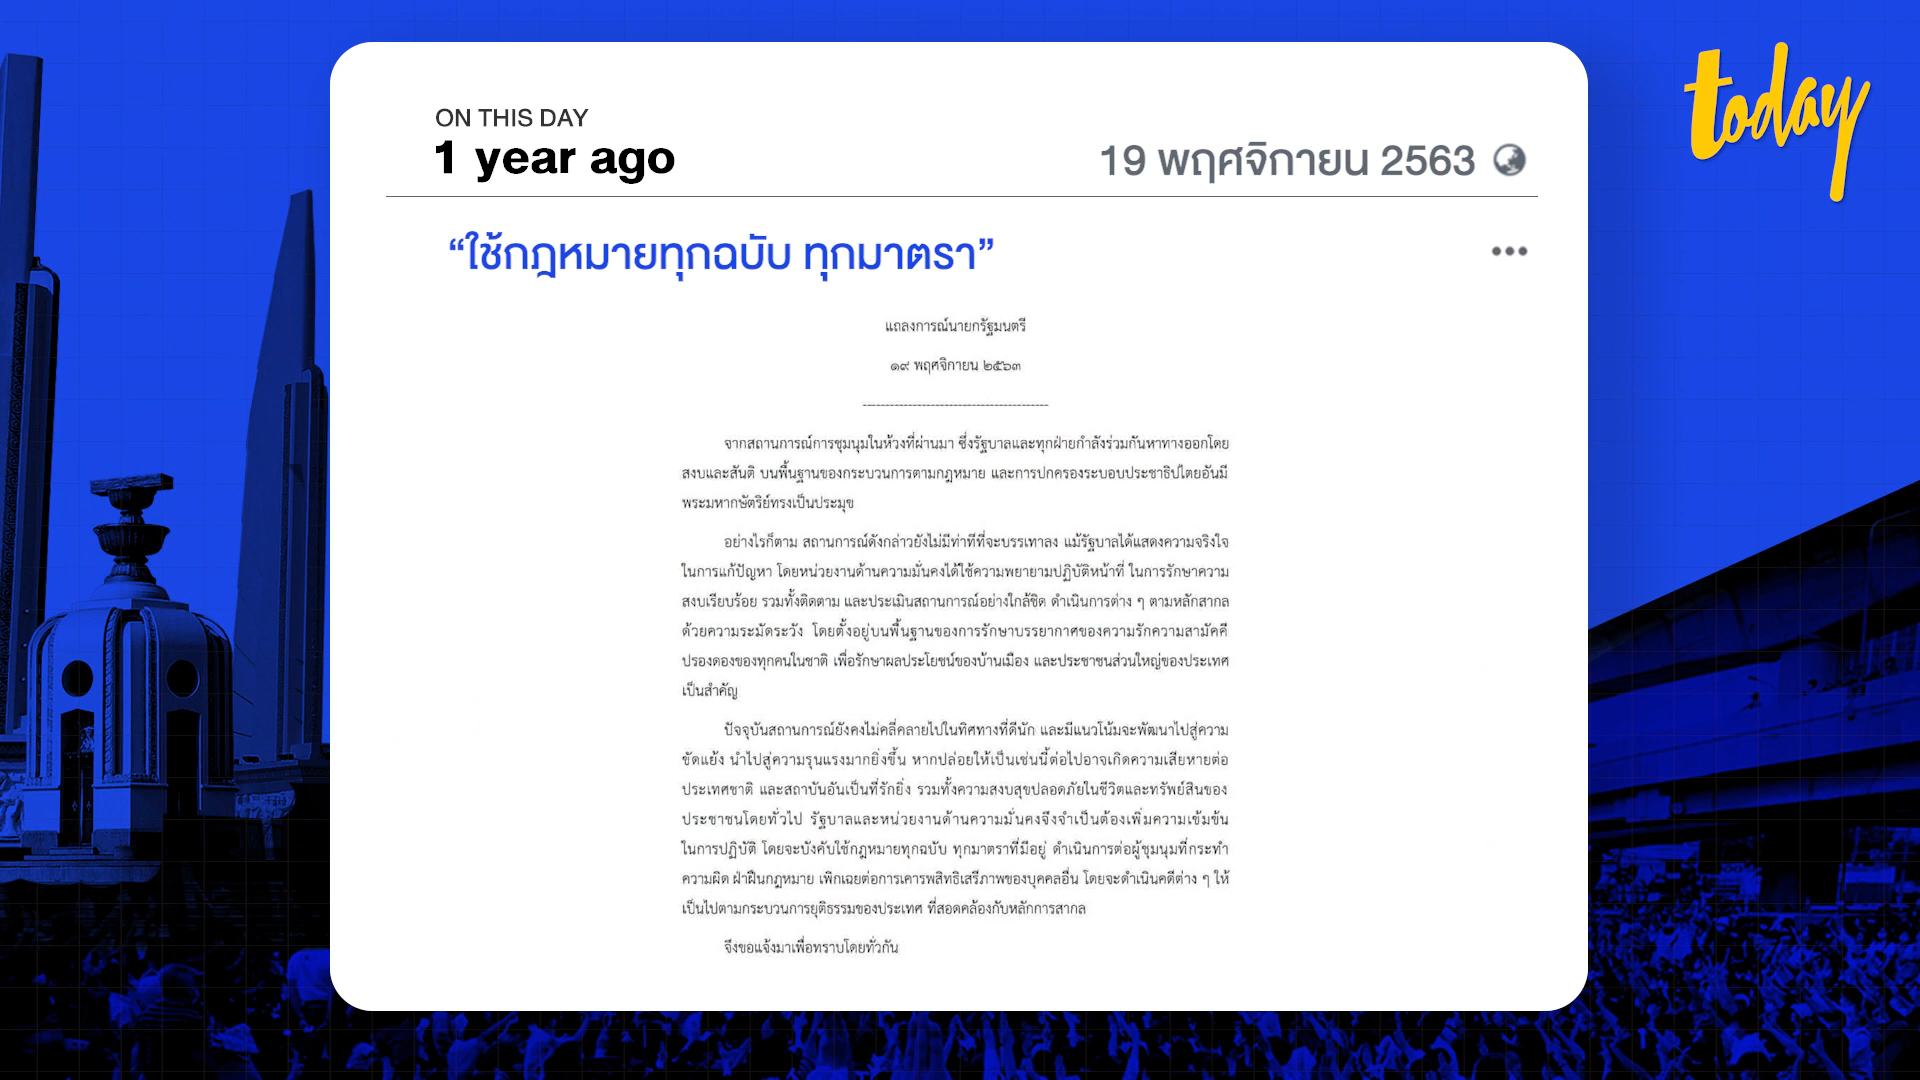 today
ON THIS DAY
1 year ago
19 พฤศจิกายน 2563
“ใช้กฎหมายทุกฉบับ ทุกมาตรา”
แถลงการณ์นายกรัฐมนตรี
๑๙ พฤศจิกายน ๒๕๖๓
จากสถานการณ์การชุมนุมในห้วงที่ผ่านมา ซึ่งรัฐบาลและทุกฝ่ายกำลังร่วมกันหาทางออกโดย
สงบและสันติ บนพื้นฐานของกระบวนการตามกฎหมาย และการปกครองระบอบประชาธิปไตยอันมี
พระมหากษัตริย์ทรงเป็นประมุข
อย่างไรก็ตาม สถานการณ์ดังกล่าวยังไม่มีท่าทีที่จะบรรเทาลง แม้รัฐบาลได้แสดงความจริงใจ
ในการแก้ปัญหา โดยหน่วยงานด้านความมั่นคงได้ใช้ความพยายามปฏิบัติหน้าที่ ในการรักษาความ
สงบเรียบร้อย รวมทั้งติดตาม และประเมินสถานการณ์อย่างใกล้ชิด ดำเนินการต่าง ๆ ตามหลักสากล
ด้วยความระมัดระวัง โดยตั้งอยู่บนพื้นฐานของการรักษาบรรยากาศของความรักความสามัคคี
ปรองดองของทุกคนในชาติ เพื่อรักษาผลประโยชน์ของบ้านเมือง และประชาชนส่วนใหญ่ของประเทศ
เป็นสำคัญ
ปัจจุบันสถานการณ์ยังคงไม่คลี่คลายไปในทิศทางที่ดีนัก และมีแนวโน้มจะพัฒนาไปสู่ความ
ขัดแย้ง นำไปสู่ความรุนแรงมากยิ่งขึ้น หากปล่อยให้เป็นเช่นนี้ต่อไปอาจเกิดความเสียหายต่อ
ประเทศชาติ และสถาบันอันเป็นที่รักยิ่ง รวมทั้งความสงบสุขปลอดภัยในชีวิตและทรัพย์สินของ
ประชาชนโดยทั่วไป รัฐบาลและหน่วยงานด้านความมั่นคงจึงจำเป็นต้องเพิ่มความเข้มข้น
ในการปฏิบัติ โดยจะบังคับใช้กฎหมายทุกฉบับ ทุกมาตราที่มีอยู่ ดำเนินการต่อผู้ชุมนุมที่กระทำ
ความผิด ฝ่าฝืนกฎหมาย เพิกเฉยต่อการเคารพสิทธิเสรีภาพของบุคคลอื่น โดยจะดำเนินคดีต่าง ๆ ให้
เป็นไปตามกระบวนการยุติธรรมของประเทศ ที่สอดคล้องกับหลักการสากล
จึงขอแจ้งมาเพื่อทราบโดยทั่วกัน